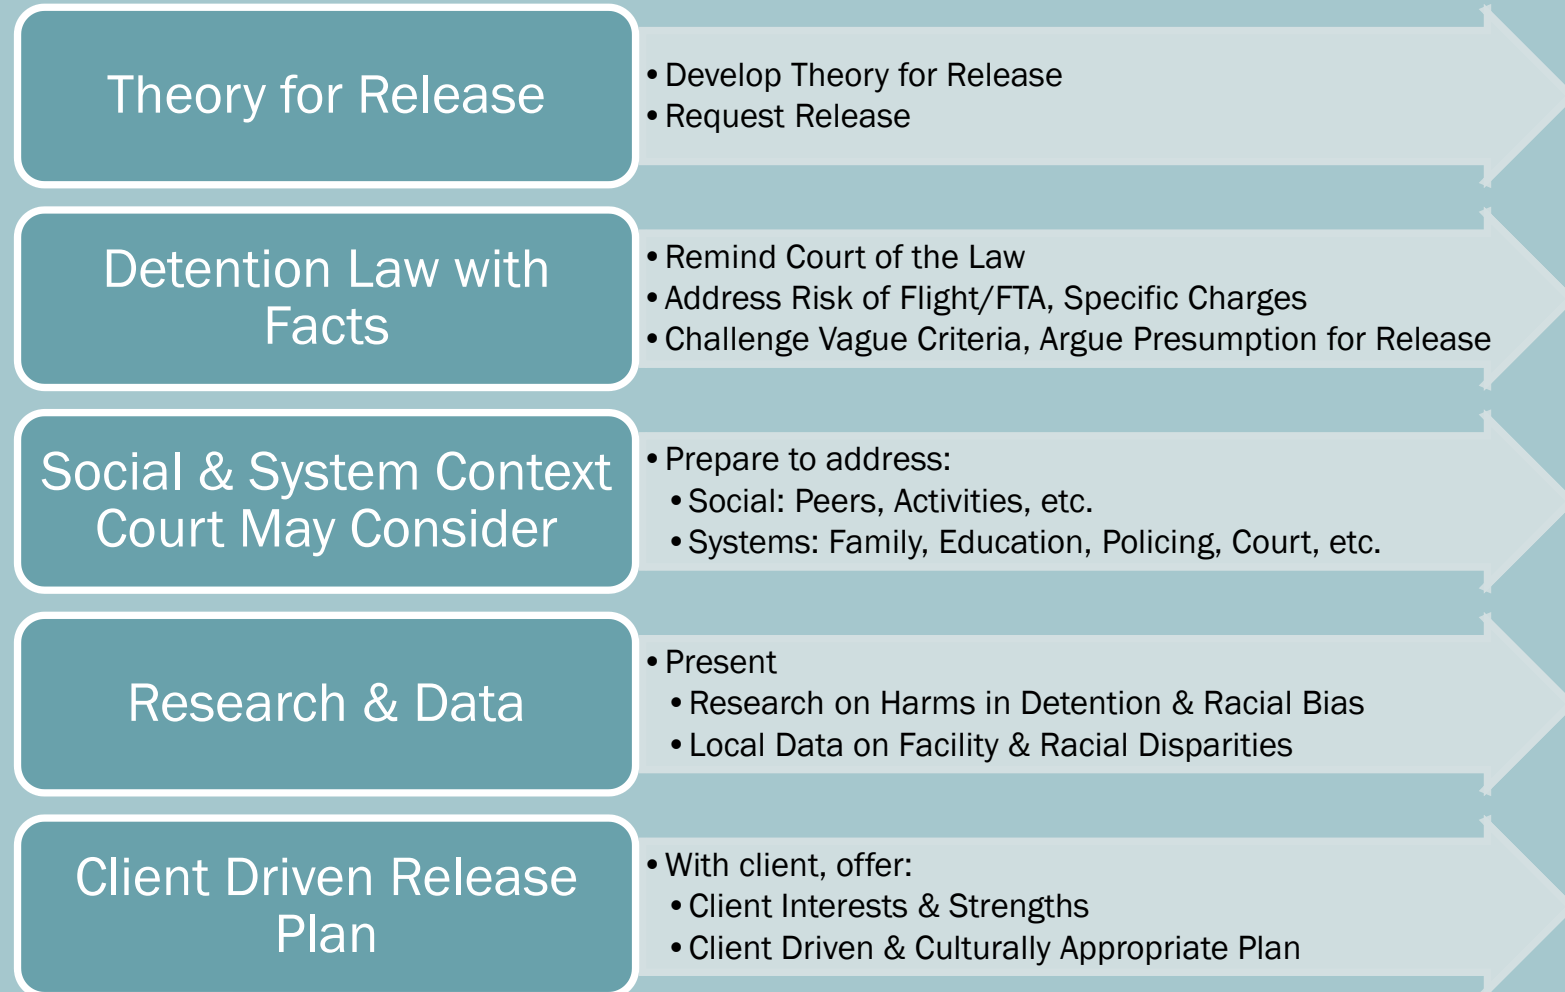 Theory for Release
• Develop Theory for Release
• Request Release
Detention Law with
Facts
• Remind Court of the Law
• Address Risk of Flight/FTA, Specific Charges
• Challenge Vague Criteria, Argue Presumption for Release
Social & System Context
Court May Consider
• Prepare to address:
• Social: Peers, Activities, etc.
• Systems: Family, Education, Policing, Court, etc.
Research & Data
• Present
• Research on Harms in Detention & Racial Bias
• Local Data on Facility & Racial Disparities
Client Driven Release
Plan
• With client, offer:
• Client Interests & Strengths
• Client Driven & Culturally Appropriate Plan